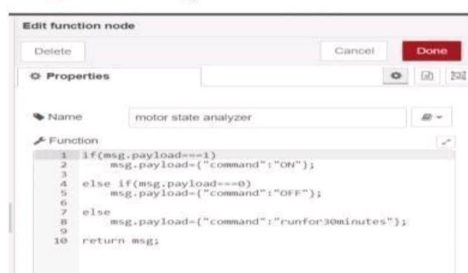 Edit function node
Delete
Cancel
Done
Properties
Name
motor state analyzer
Function
1 if(msg.payload===1)
2 msg.payload={"command":"ON"};
3
4 else if(msg.payload===0)
5 msg.payload={"command":"OFF"};
6
7 else
8 msg.payload={"command":"runfor30minutes"};
9
10 return msg;